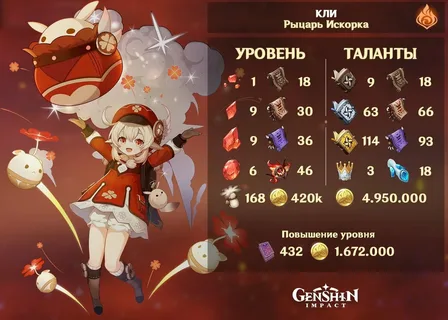 КЛИ
Рыцарь Искорка
УРОВЕНЬ ТАЛАНТЫ
1 18 9 18
9 30 63 66
9 36 114 93
6 46 3 18
168 420k 4.950.000
Повышение уровня
432 1.672.000
GENSHIN
IMPACT